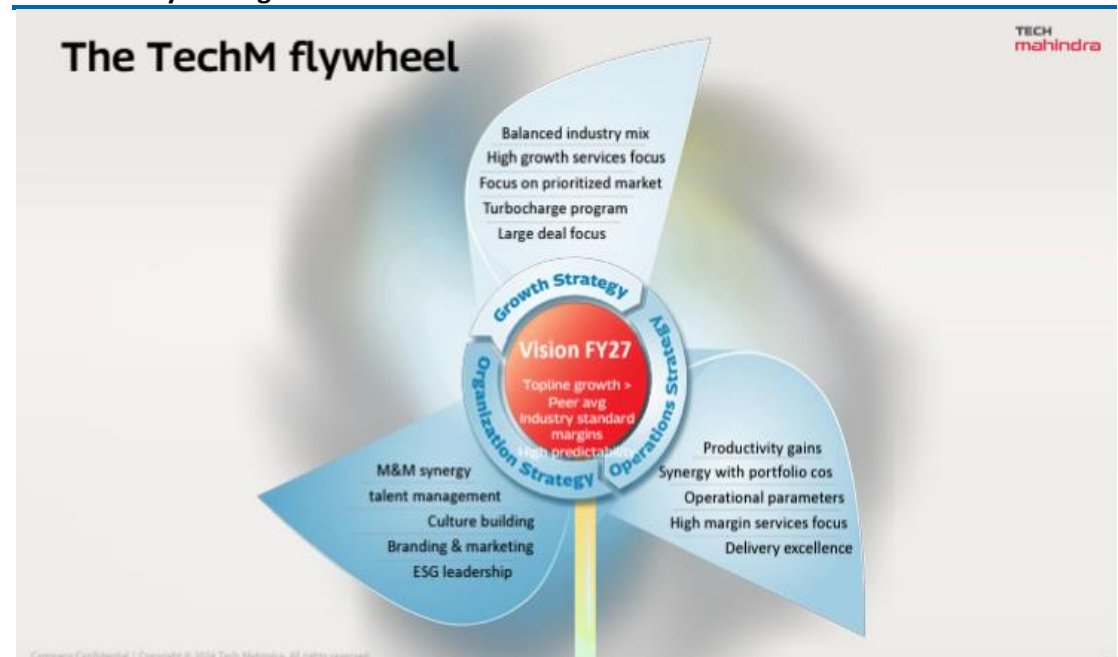 The TechM flywheel
TECH
mahindra
Balanced industry mix
High growth services focus
Focus on prioritized market
Turbocharge program
Large deal focus
Growth Strategy
Operations Strategy
Organization Strategy
Vision FY27
Topline growth >
Peer avg
Industry standard
margins
High predictability
M&M synergy
talent management
Culture building
Branding & marketing
ESG leadership
Productivity gains
Synergy with portfolio cos
Operational parameters
High margin services focus
Delivery excellence